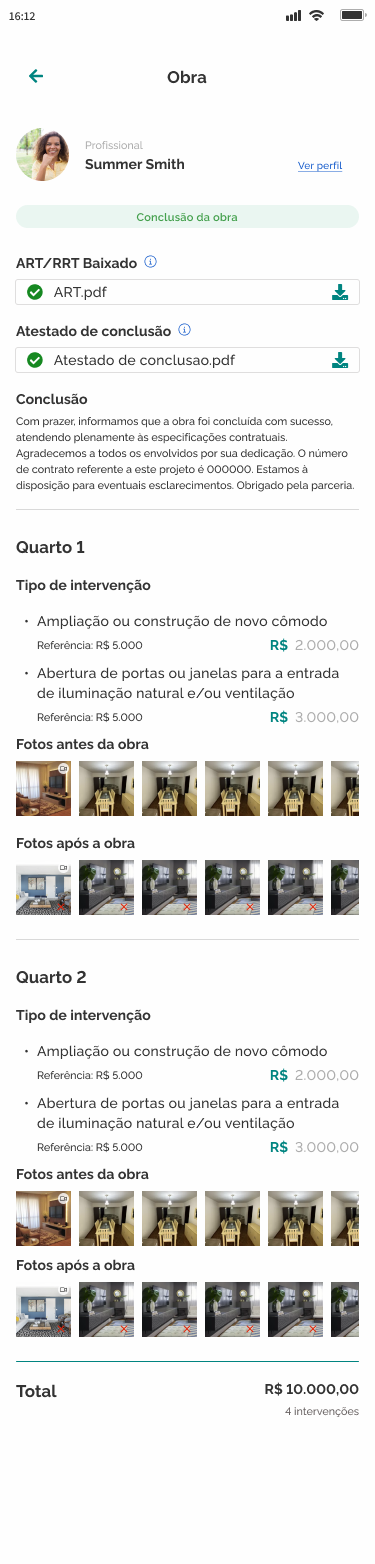 16:12
Obra
Profissional
Summer Smith
Ver perfil
Conclusão da obra
ART/RRT Baixado
ART.pdf
Atestado de conclusão
Atestado de conclusao.pdf
Conclusão
Com prazer, informamos que a obra foi concluída com sucesso,
atendendo plenamente às especificações contratuais.
Agradecemos a todos os envolvidos por sua dedicação. O número
de contrato referente a este projeto é 000000. Estamos à
disposição para eventuais esclarecimentos. Obrigado pela parceria.
Quarto 1
Tipo de intervenção
• Ampliação ou construção de novo cômodo
Referência: R$ 5.000 R$ 2.000,00
• Abertura de portas ou janelas para a entrada
de iluminação natural e/ou ventilação
Referência: R$ 5.000 R$ 3.000,00
Fotos antes da obra
Fotos após a obra
Quarto 2
Tipo de intervenção
• Ampliação ou construção de novo cômodo
Referência: R$ 5.000 R$ 2.000,00
• Abertura de portas ou janelas para a entrada
de iluminação natural e/ou ventilação
Referência: R$ 5.000 R$ 3.000,00
Fotos antes da obra
Fotos após a obra
Total R$ 10.000,00
4 intervenções